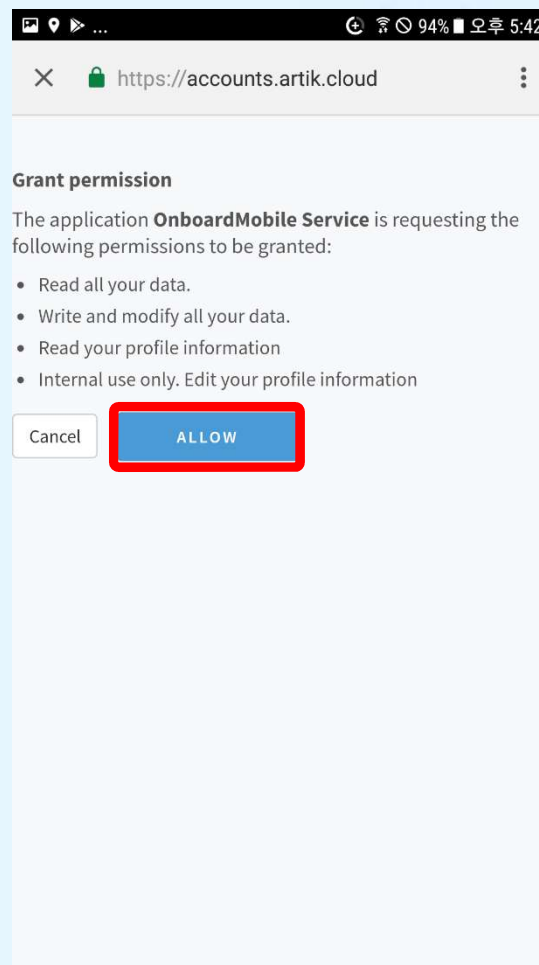 ... 94% 오후 5:42
https://accounts.artik.cloud
Grant permission
The application OnboardMobile Service is requesting the
following permissions to be granted:
• Read all your data.
• Write and modify all your data.
• Read your profile information
• Internal use only. Edit your profile information
Cancel ALLOW